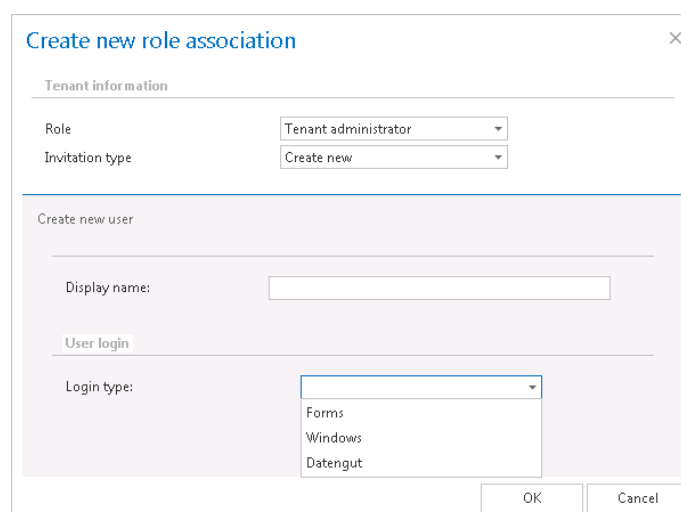 Create new role association
Tenant information
Role
Tenant administrator
Invitation type
Create new
Create new user
Display name:
User login
Login type:
Forms
Windows
Datengut
OK
Cancel